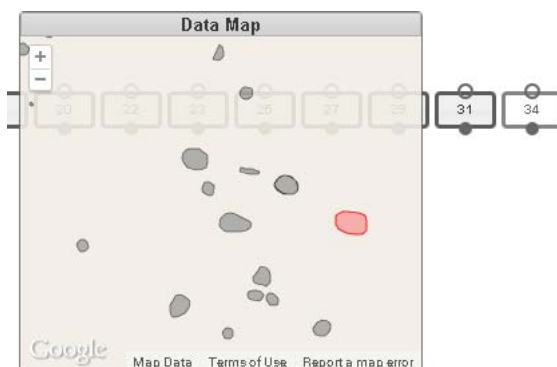 Data Map
+
−
20 22 23 25 27 29 31 34
Google
Map Data Terms of Use Report a map error